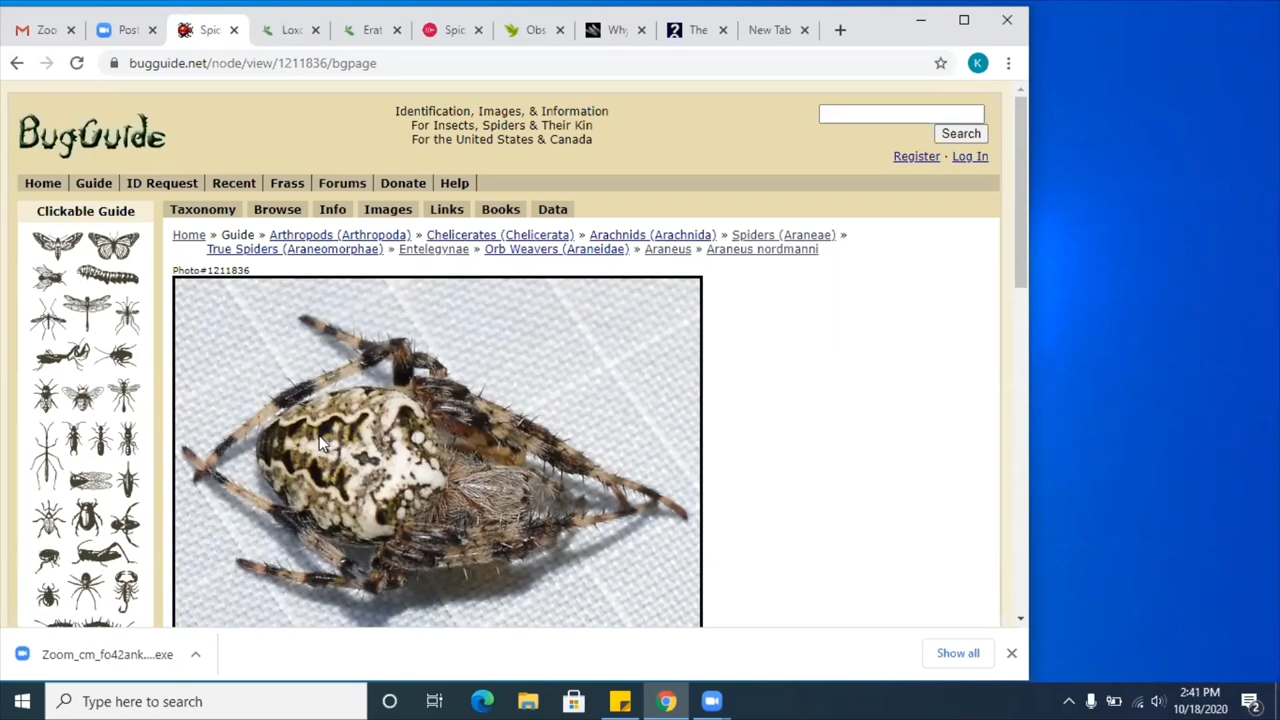 Zoo
Post
Spic
Loxo
Erat
Spic
Obs
Why
The
New Tab
bugguide.net/node/view/1211836/bgpage
K
BugGuide
Identification, Images, & Information
For Insects, Spiders & Their Kin
For the United States & Canada
Search
Register · Log In
Home Guide ID Request Recent Frass Forums Donate Help
Clickable Guide
Taxonomy Browse Info Images Links Books Data
Home » Guide » Arthropods (Arthropoda) » Chelicerates (Chelicerata) » Arachnids (Arachnida) » Spiders (Araneae) »
True Spiders (Araneomorphae) » Entelegynae » Orb Weavers (Araneidae) » Araneus » Araneus nordmanni
Photo#1211836
Zoom_cm_fo42ank....exe
Show all
Type here to search
2:41 PM
10/18/2020
2